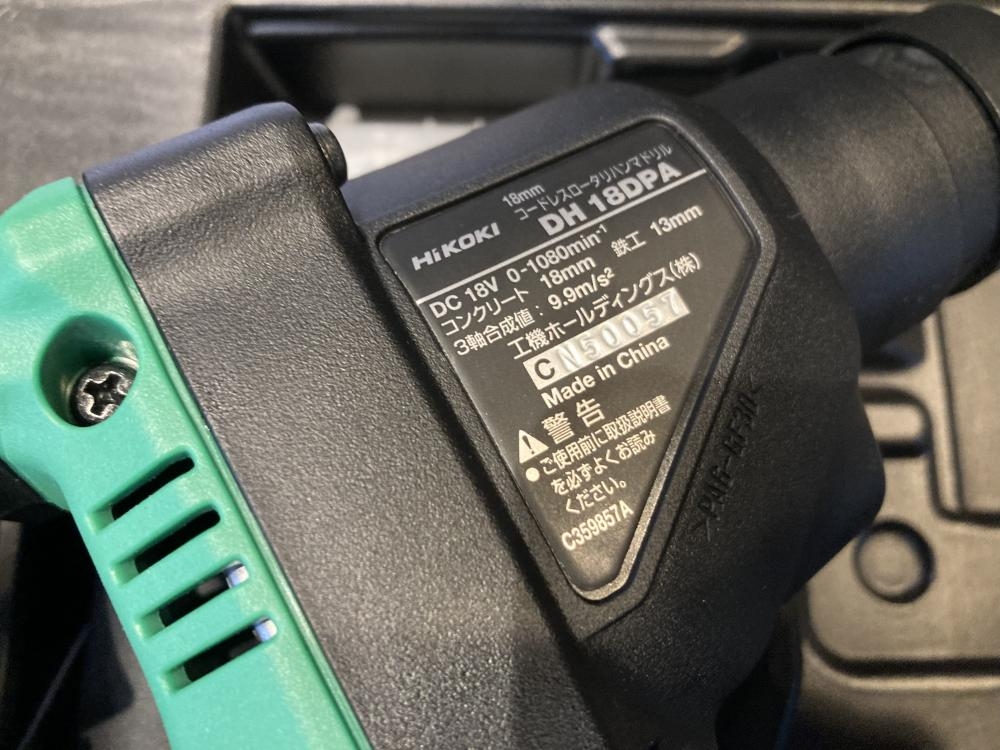 HiKOKI
18mm
コードレスロータリハンマドリル
DH 18DPA
DC 18V 0-1080min⁻¹
コンクリート 18mm 鉄工 13mm
3軸合成値:9.9m/s²
工機ホールディングス(株)
C N50057
Made in China
警告
●ご使用前に取扱説明書
を必ずよくお読み
ください。
C359857A
>PA6-GF30<